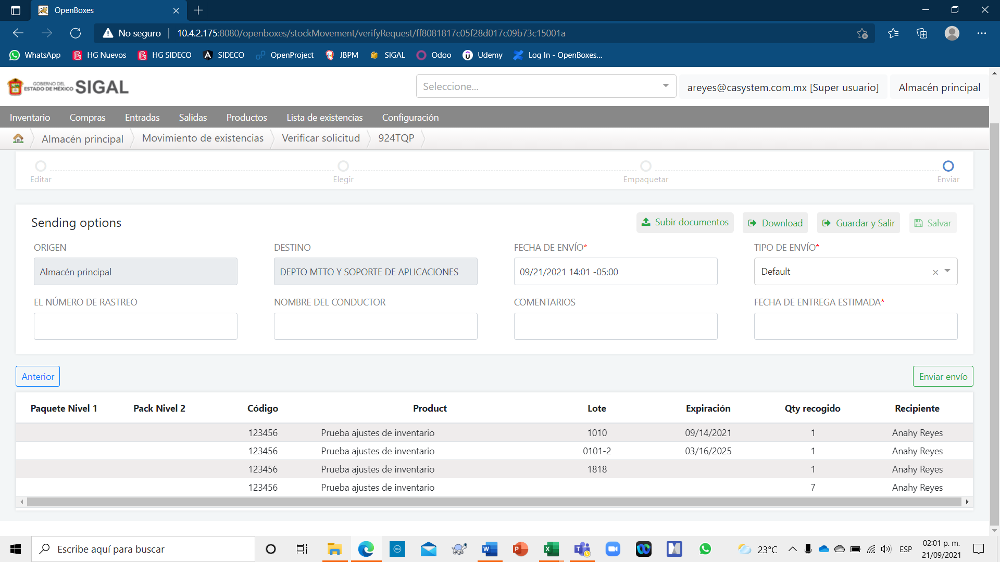 OpenBoxes
No seguro
10.4.2.175:8080/openboxes/stockMovement/verifyRequest/ff8081817c05f28d017c09b73c15001a
WhatsApp HG Nuevos HG SIDECO SIDECO OpenProject JBPM SIGAL Odoo Udemy Log In - OpenBoxes...
GOBIERNO DEL
ESTADO DE MÉXICO
SIGAL
Seleccione...
areyes@casystem.com.mx [Super usuario]
Almacén principal
Inventario Compras Entradas Salidas Productos Lista de existencias Configuración
Almacén principal Movimiento de existencias Verificar solicitud 924TQP
Editar Elegir Empaquetar Enviar
Sending options
Subir documentos Download Guardar y Salir Salvar
ORIGEN DESTINO FECHA DE ENVÍO* TIPO DE ENVÍO*
Almacén principal DEPTO MTTO Y SOPORTE DE APLICACIONES 09/21/2021 14:01 -05:00 Default
EL NÚMERO DE RASTREO NOMBRE DEL CONDUCTOR COMENTARIOS FECHA DE ENTREGA ESTIMADA*
Anterior Enviar envío
Paquete Nivel 1 Pack Nivel 2 Código Product Lote Expiración Qty recogido Recipiente
123456 Prueba ajustes de inventario 1010 09/14/2021 1 Anahy Reyes
123456 Prueba ajustes de inventario 0101-2 03/16/2025 1 Anahy Reyes
123456 Prueba ajustes de inventario 1818 1 Anahy Reyes
123456 Prueba ajustes de inventario 7 Anahy Reyes
Escribe aquí para buscar
23°C
ESP
02:01 p. m.
21/09/2021